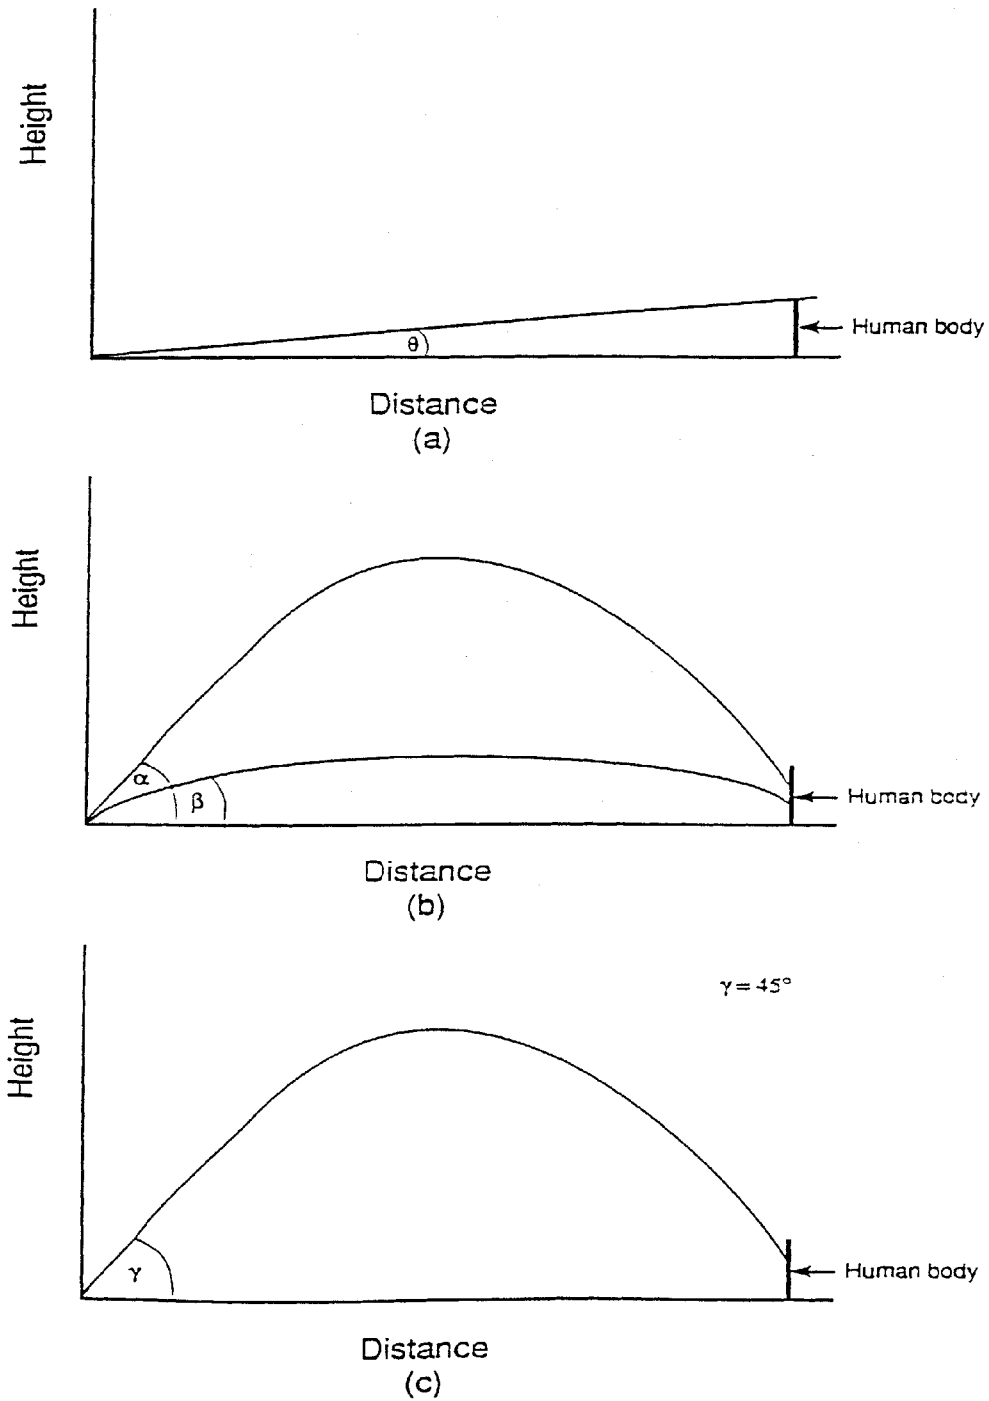 Height
θ
Human body
Distance
(a)
Height
α
β
Human body
Distance
(b)
γ = 45°
Height
γ
Human body
Distance
(c)